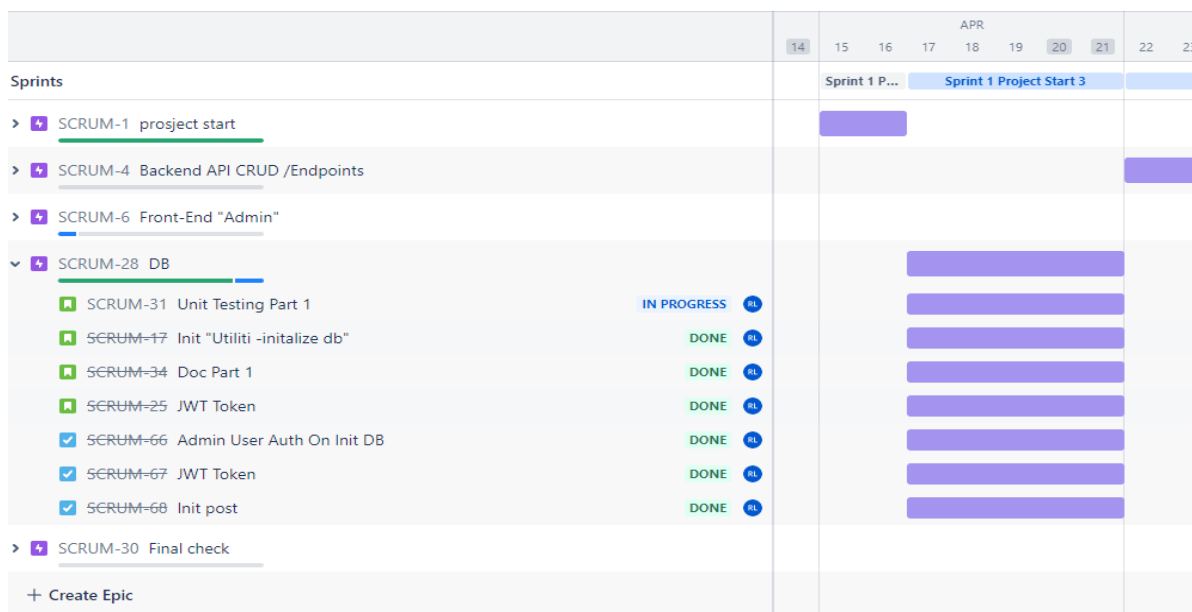 APR
14 15 16 17 18 19 20 21 22
Sprints Sprint 1 P... Sprint 1 Project Start 3
SCRUM-1 prosject start
SCRUM-4 Backend API CRUD /Endpoints
SCRUM-6 Front-End "Admin"
SCRUM-28 DB
SCRUM-31 Unit Testing Part 1 IN PROGRESS RL
SCRUM-17 Init "Utiliti -initalize db" DONE RL
SCRUM-34 Doc Part 1 DONE RL
SCRUM-25 JWT Token DONE RL
SCRUM-66 Admin User Auth On Init DB DONE RL
SCRUM-67 JWT Token DONE RL
SCRUM-68 Init post DONE RL
SCRUM-30 Final check
+ Create Epic